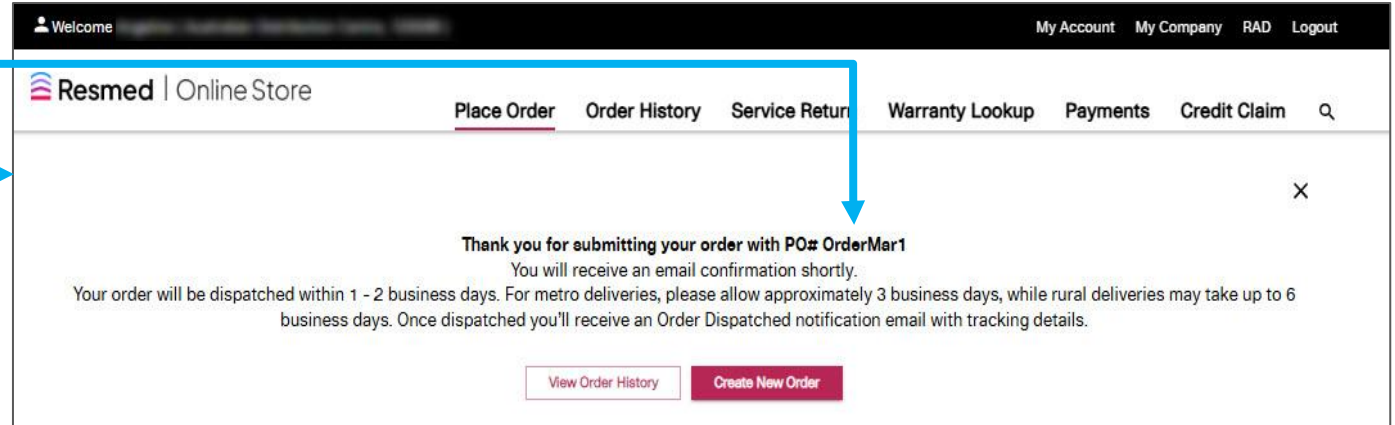 Welcome
My Account My Company RAD Logout
Resmed | Online Store
Place Order Order History Service Return Warranty Lookup Payments Credit Claim
Thank you for submitting your order with PO# OrderMar1
You will receive an email confirmation shortly.
Your order will be dispatched within 1 - 2 business days. For metro deliveries, please allow approximately 3 business days, while rural deliveries may take up to 6
business days. Once dispatched you'll receive an Order Dispatched notification email with tracking details.
View Order History Create New Order